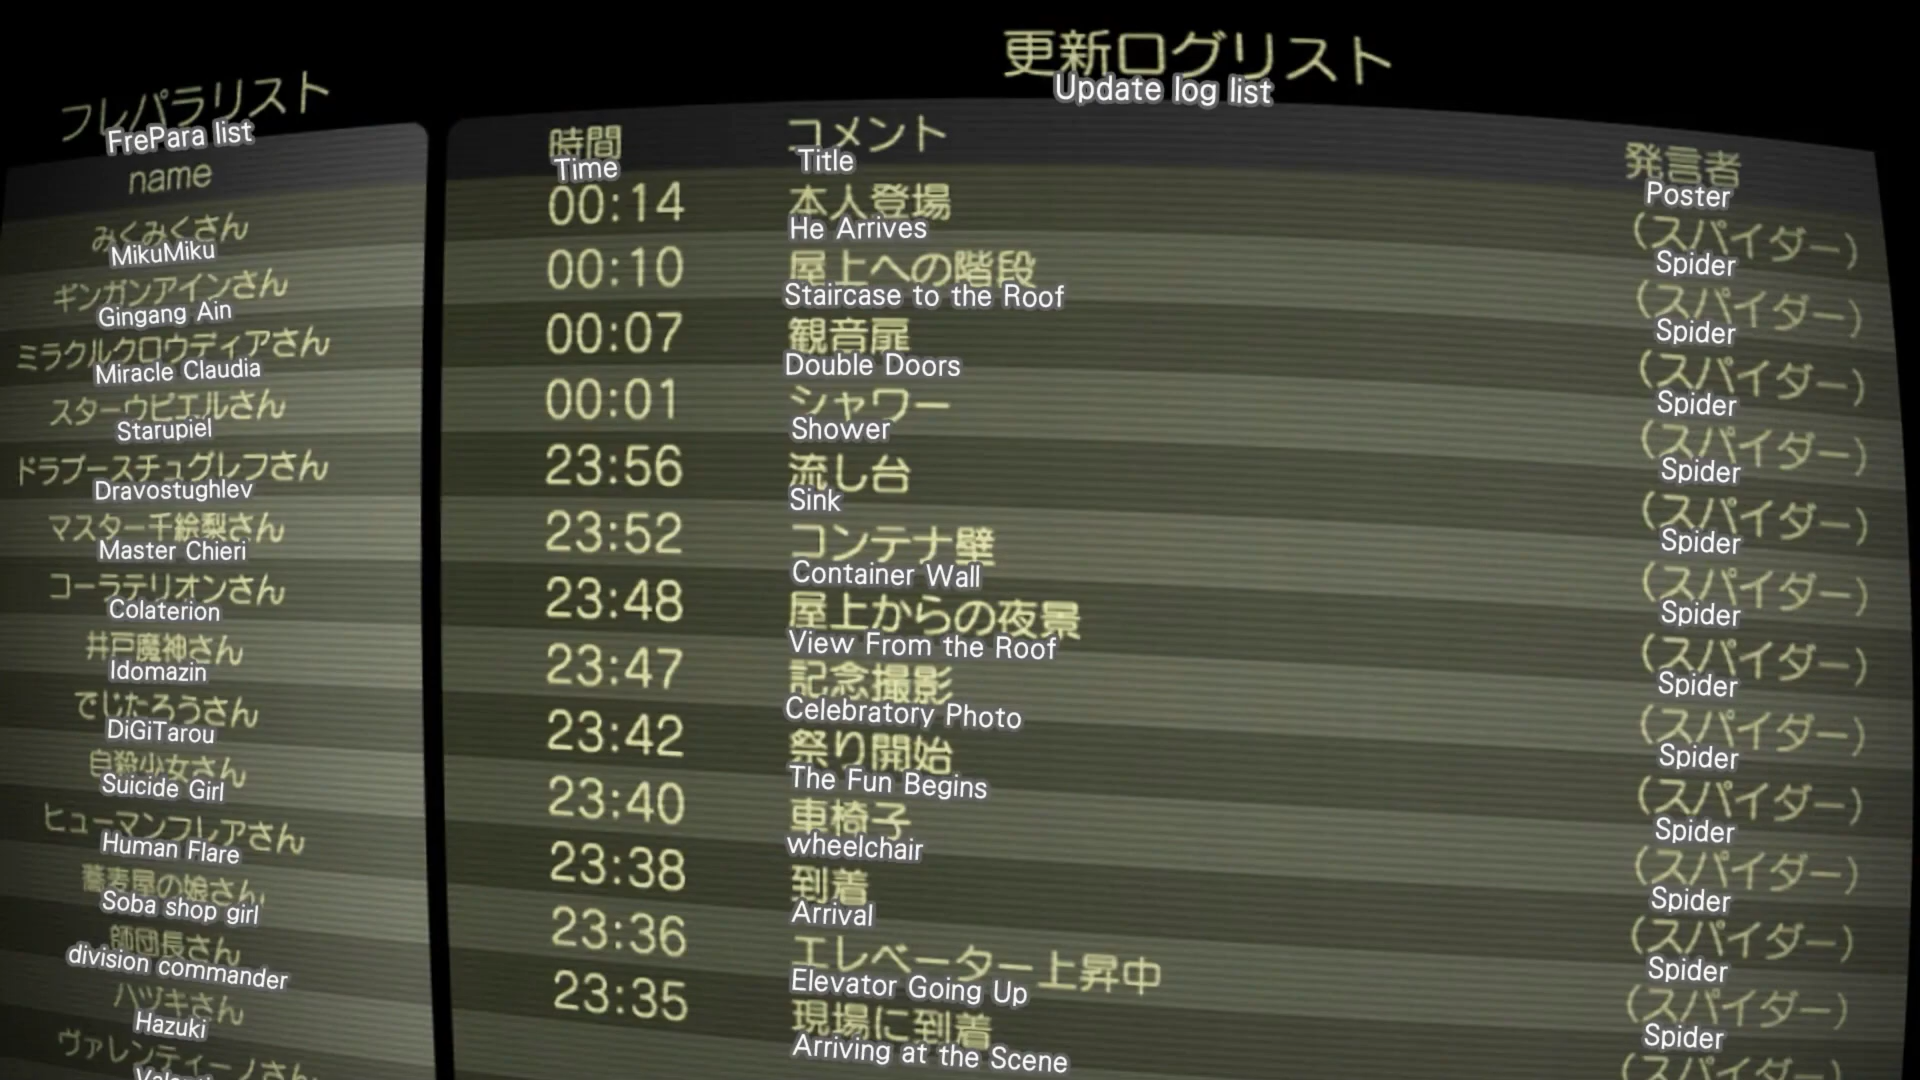 フレパラリスト
FrePara list
name
みくみくさん
MikuMiku
ギンガンアインさん
Gingang Ain
ミラクルクロウディアさん
Miracle Claudia
スターウピエルさん
Starupiel
ドラブースチュグレフさん
Dravostughlev
マスター千絵梨さん
Master Chieri
コーラテリオンさん
Colaterion
井戸魔神さん
Idomazin
でじたろうさん
DiGiTarou
自殺少女さん
Suicide Girl
ヒューマンフレアさん
Human Flare
蕎麦屋の娘さん
Soba shop girl
師団長さん
division commander
ハヅキさん
Hazuki
ヴァレンティーノさん
更新ログリスト
Update log list
時間 コメント 発言者
Time Title Poster
00:14 本人登場 (スパイダー)
He Arrives Spider
00:10 屋上への階段 (スパイダー)
Staircase to the Roof Spider
00:07 観音扉 (スパイダー)
Double Doors Spider
00:01 シャワー (スパイダー)
Shower Spider
23:56 流し台 (スパイダー)
Sink Spider
23:52 コンテナ壁 (スパイダー)
Container Wall Spider
23:48 屋上からの夜景 (スパイダー)
View From the Roof Spider
23:47 記念撮影 (スパイダー)
Celebratory Photo Spider
23:42 祭り開始 (スパイダー)
The Fun Begins Spider
23:40 車椅子 (スパイダー)
wheelchair Spider
23:38 到着 (スパイダー)
Arrival Spider
23:36 エレベーター上昇中 (スパイダー)
Elevator Going Up Spider
23:35 現場に到着 (スパイダー)
Arriving at the Scene